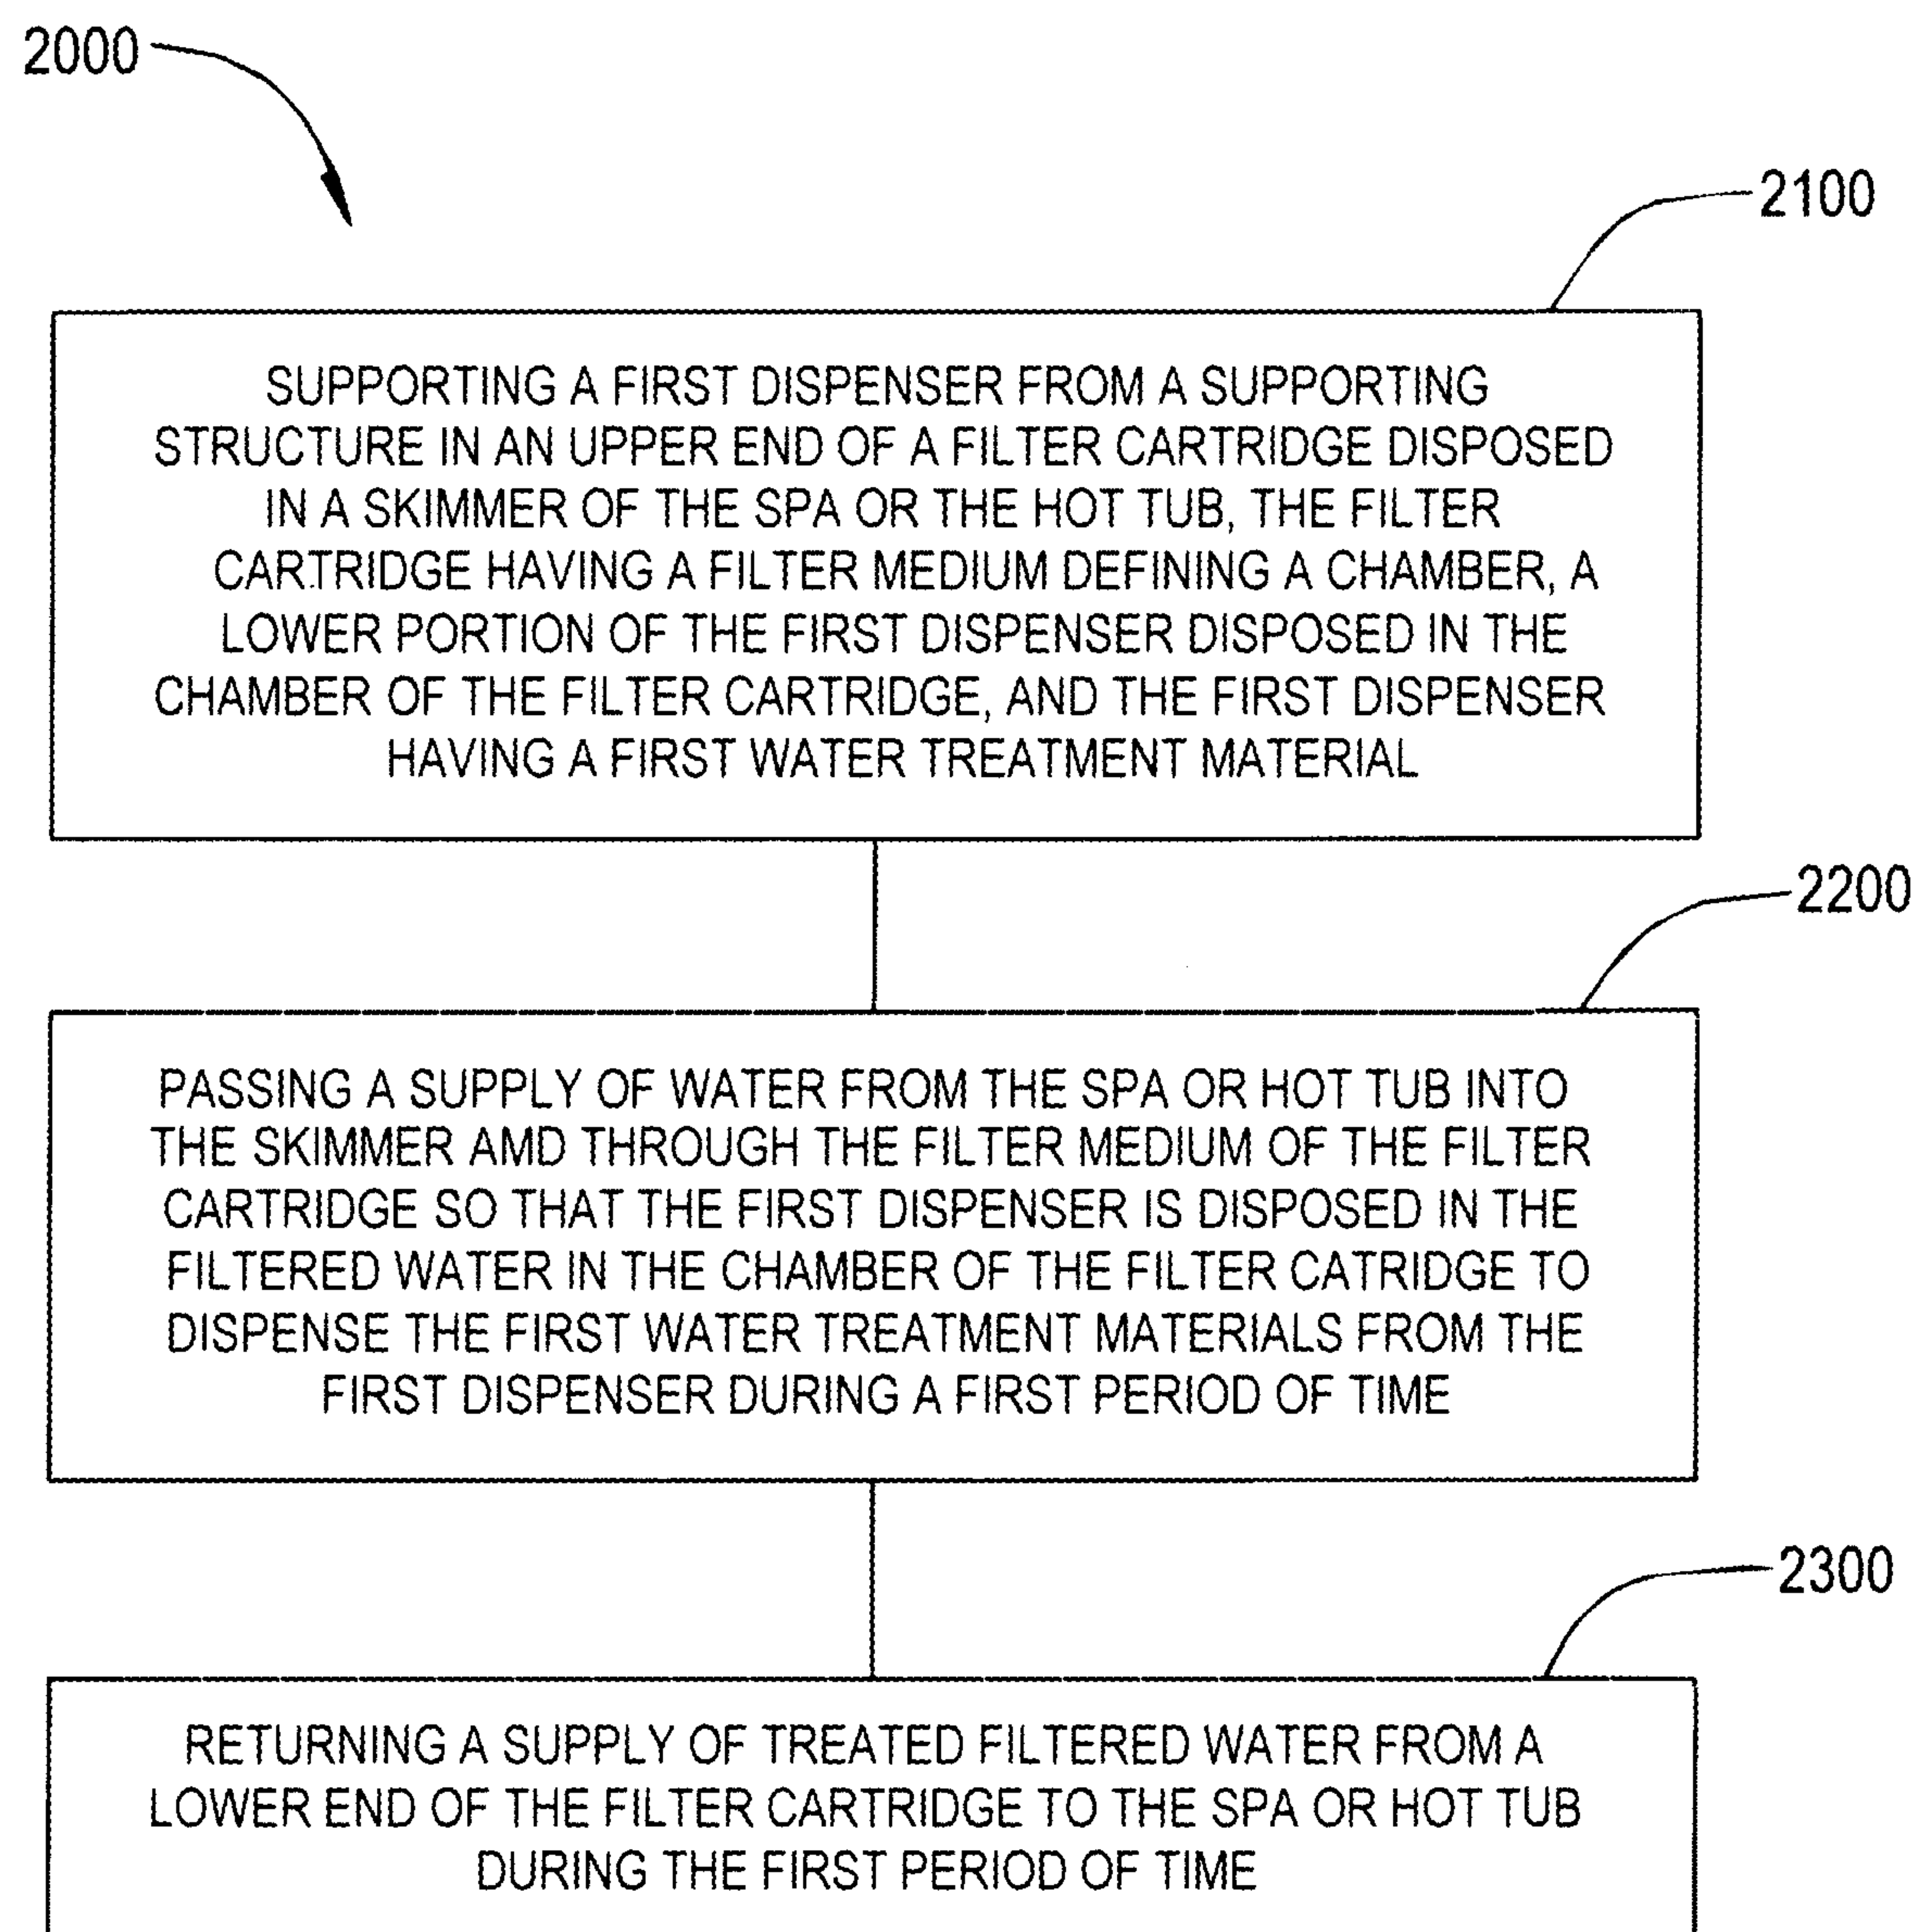 2000
2100
SUPPORTING A FIRST DISPENSER FROM A SUPPORTING
STRUCTURE IN AN UPPER END OF A FILTER CARTRIDGE DISPOSED
IN A SKIMMER OF THE SPA OR THE HOT TUB, THE FILTER
CARTRIDGE HAVING A FILTER MEDIUM DEFINING A CHAMBER, A
LOWER PORTION OF THE FIRST DISPENSER DISPOSED IN THE
CHAMBER OF THE FILTER CARTRIDGE, AND THE FIRST DISPENSER
HAVING A FIRST WATER TREATMENT MATERIAL
2200
PASSING A SUPPLY OF WATER FROM THE SPA OR HOT TUB INTO
THE SKIMMER AMD THROUGH THE FILTER MEDIUM OF THE FILTER
CARTRIDGE SO THAT THE FIRST DISPENSER IS DISPOSED IN THE
FILTERED WATER IN THE CHAMBER OF THE FILTER CATRIDGE TO
DISPENSE THE FIRST WATER TREATMENT MATERIALS FROM THE
FIRST DISPENSER DURING A FIRST PERIOD OF TIME
2300
RETURNING A SUPPLY OF TREATED FILTERED WATER FROM A
LOWER END OF THE FILTER CARTRIDGE TO THE SPA OR HOT TUB
DURING THE FIRST PERIOD OF TIME